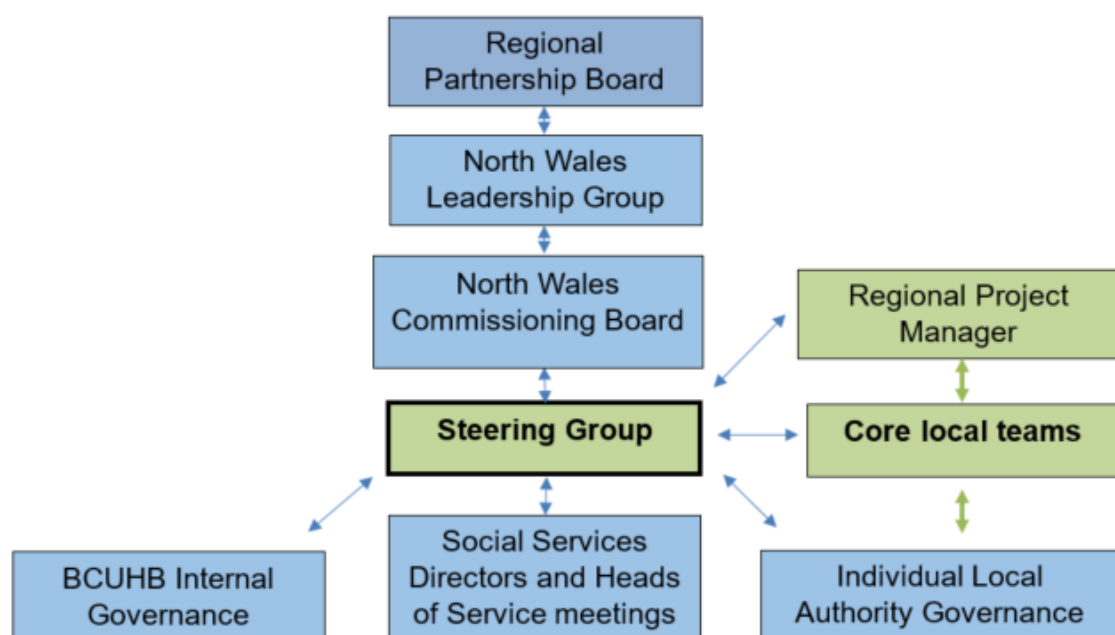 Regional
Partnership Board
North Wales
Leadership Group
North Wales
Commissioning Board
Regional Project
Manager
Steering Group
Core local teams
BCUHB Internal
Governance
Social Services
Directors and Heads
of Service meetings
Individual Local
Authority Governance